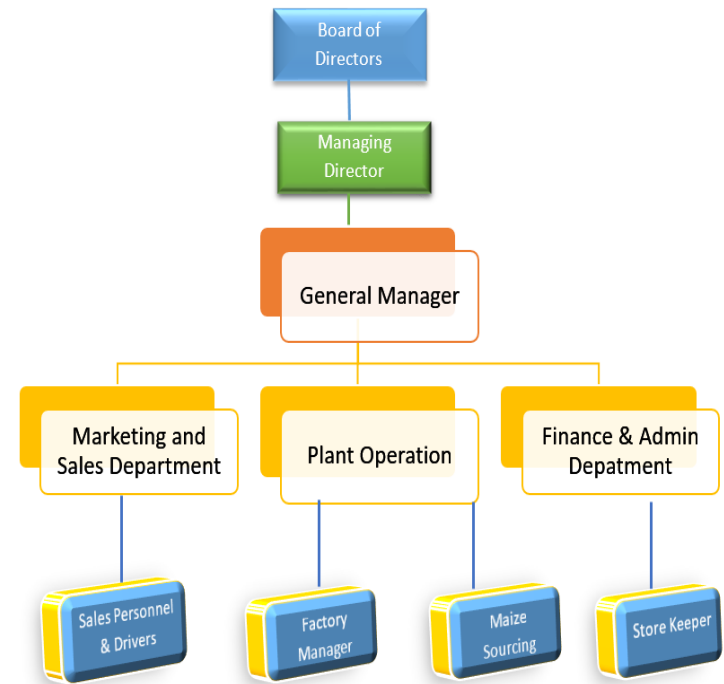 Board of
Directors
Managing
Director
General Manager
Marketing and
Sales Department
Plant Operation
Finance & Admin
Depatment
Sales Personnel
& Drivers
Factory
Manager
Maize
Sourcing
Store Keeper